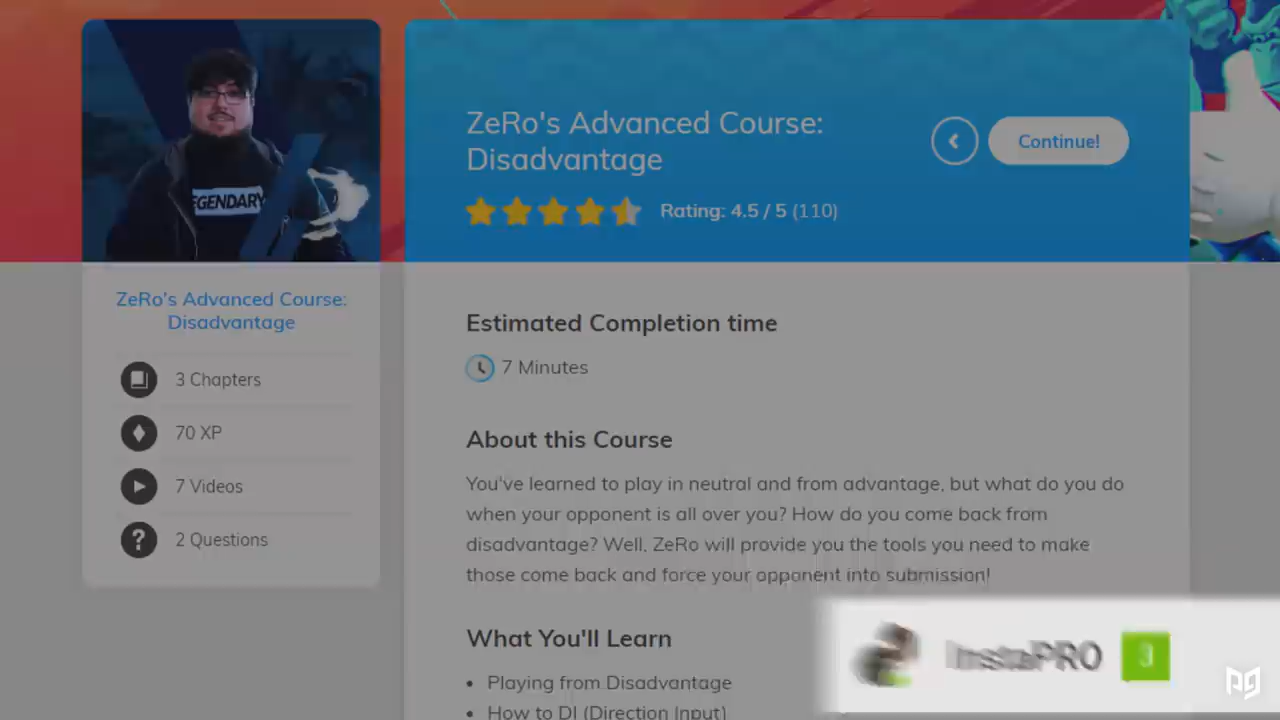 EGENDARY
ZeRo's Advanced Course:
Disadvantage
Continue!
Rating: 4.5 / 5 (110)
ZeRo's Advanced Course:
Disadvantage
3 Chapters
70 XP
7 Videos
2 Questions
Estimated Completion time
7 Minutes
About this Course
You've learned to play in neutral and from advantage, but what do you do
when your opponent is all over you? How do you come back from
disadvantage? Well, ZeRo will provide you the tools you need to make
those come back and force your opponent into submission!
What You'll Learn
• Playing from Disadvantage
• How to DI (Direction Input)
InstaPRO 3